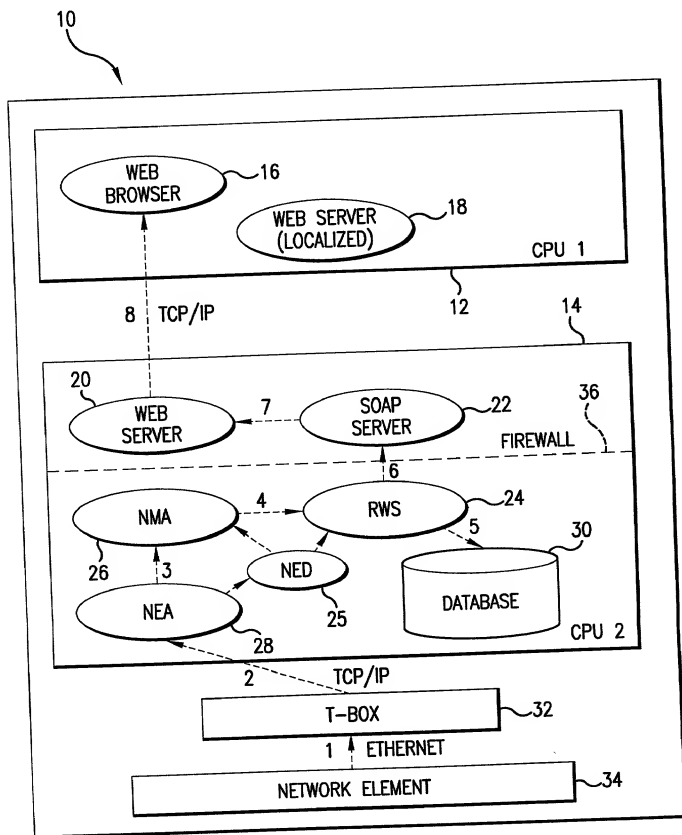 10
WEB
BROWSER
16
WEB SERVER
(LOCALIZED)
18
CPU 1
12
8 TCP/IP
14
20
WEB
SERVER
7
SOAP
SERVER
22
36
FIREWALL
6
NMA
4
RWS
24
26
3
5
30
NED
25
NEA
28
DATABASE
CPU 2
2
TCP/IP
T-BOX
32
1 ETHERNET
NETWORK ELEMENT
34